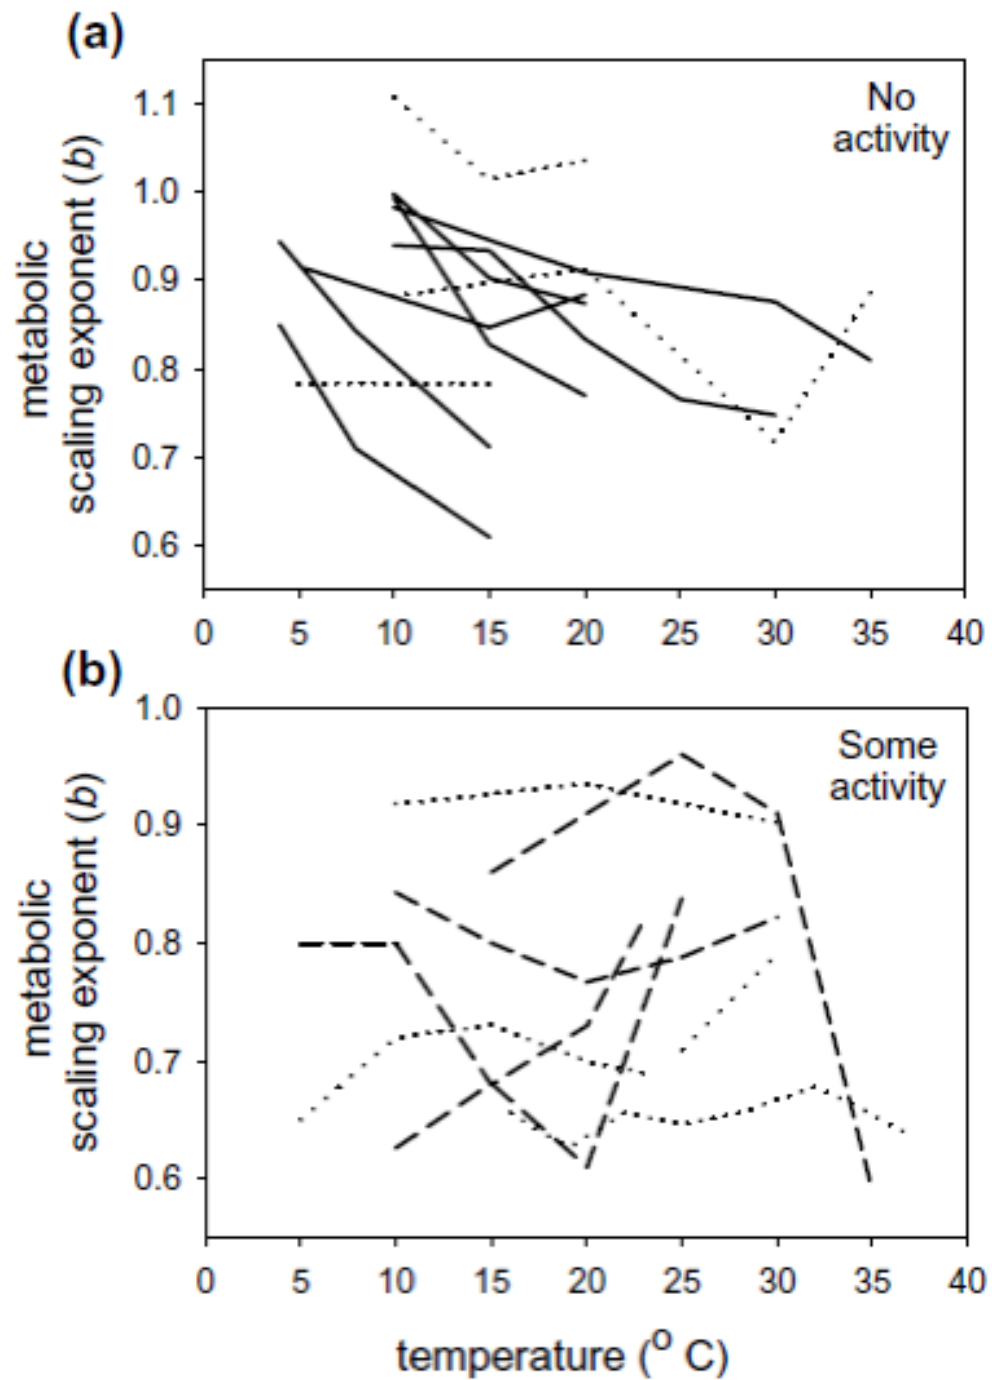 (a)
No
activity
metabolic
scaling exponent (b)
1.1
1.0
0.9
0.8
0.7
0.6
0 5 10 15 20 25 30 35 40
(b)
Some
activity
metabolic
scaling exponent (b)
1.0
0.9
0.8
0.7
0.6
0 5 10 15 20 25 30 35 40
temperature (° C)